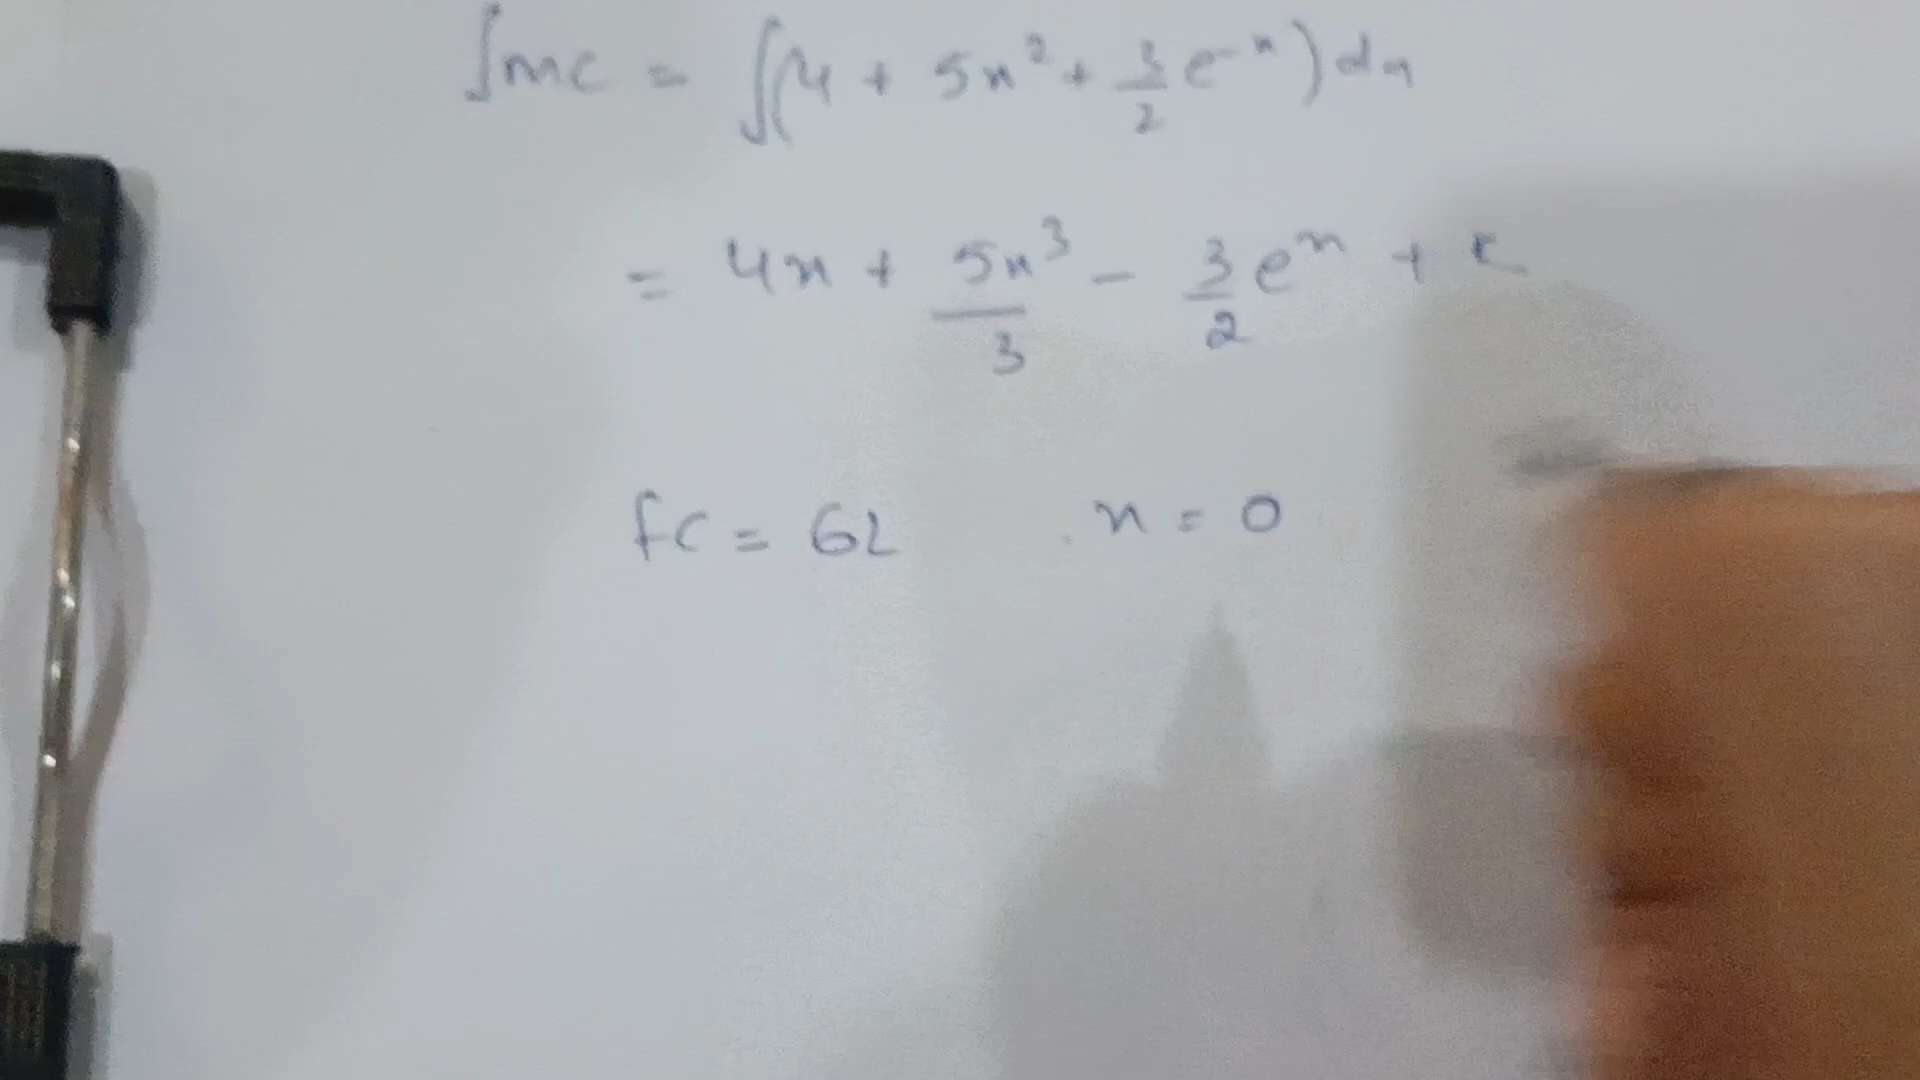 ∫mc = ∫(4 + 5x² + 3/2 e⁻ˣ) dx
= 4x + 5x³/3 - 3/2 eˣ + k
fc = 62 x = 0